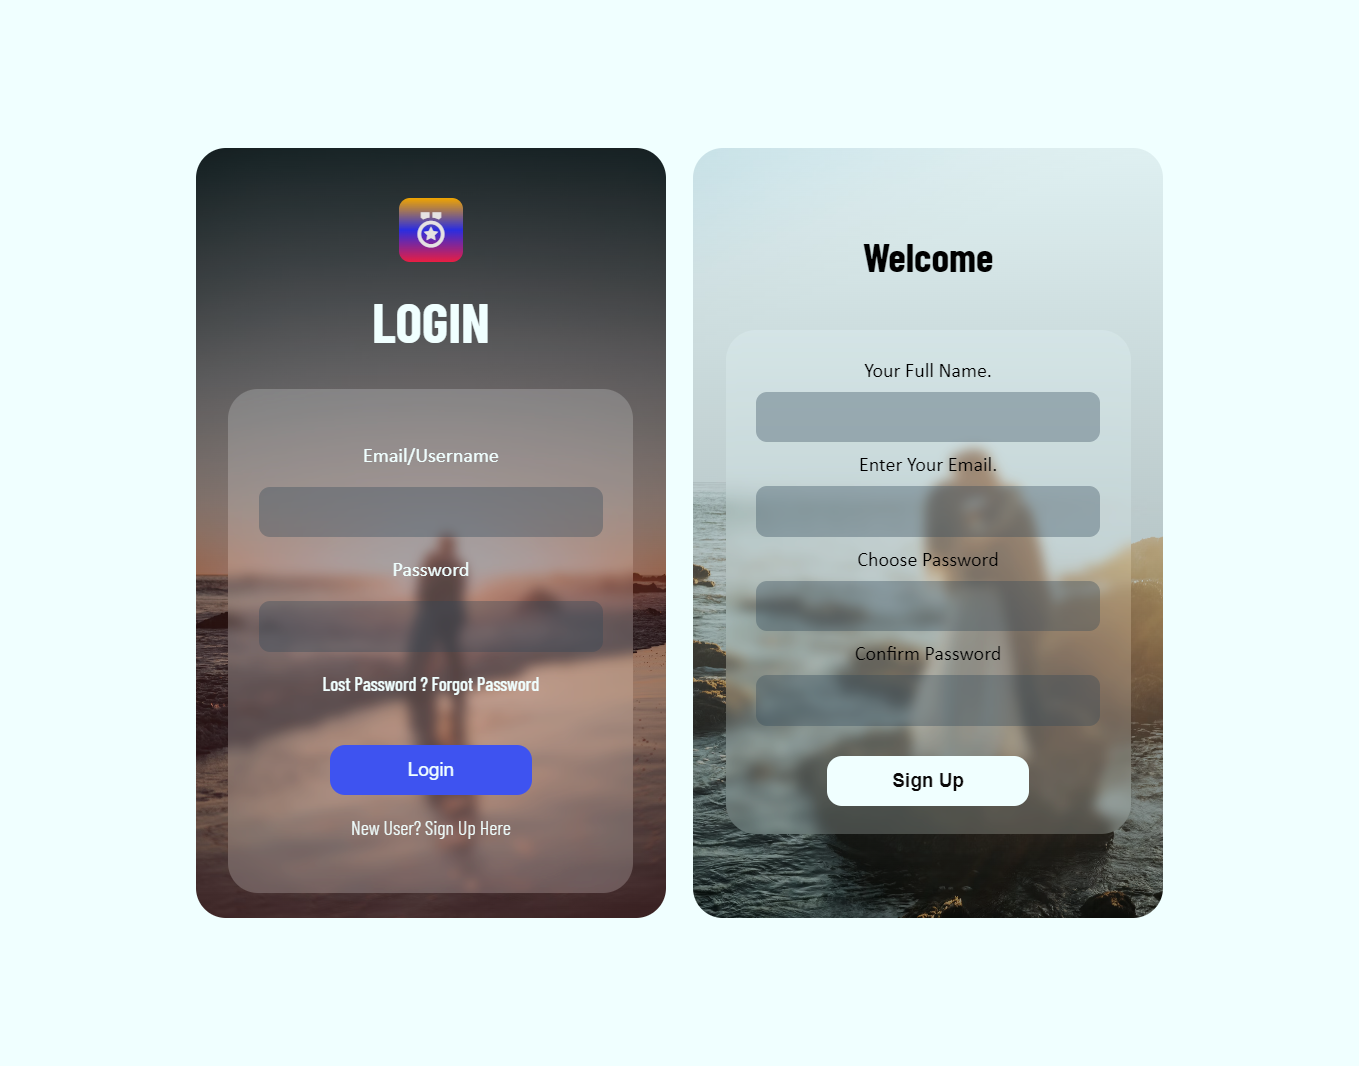 LOGIN
Email/Username
Password
Lost Password ? Forgot Password
Login
New User? Sign Up Here
Welcome
Your Full Name.
Enter Your Email.
Choose Password
Confirm Password
Sign Up